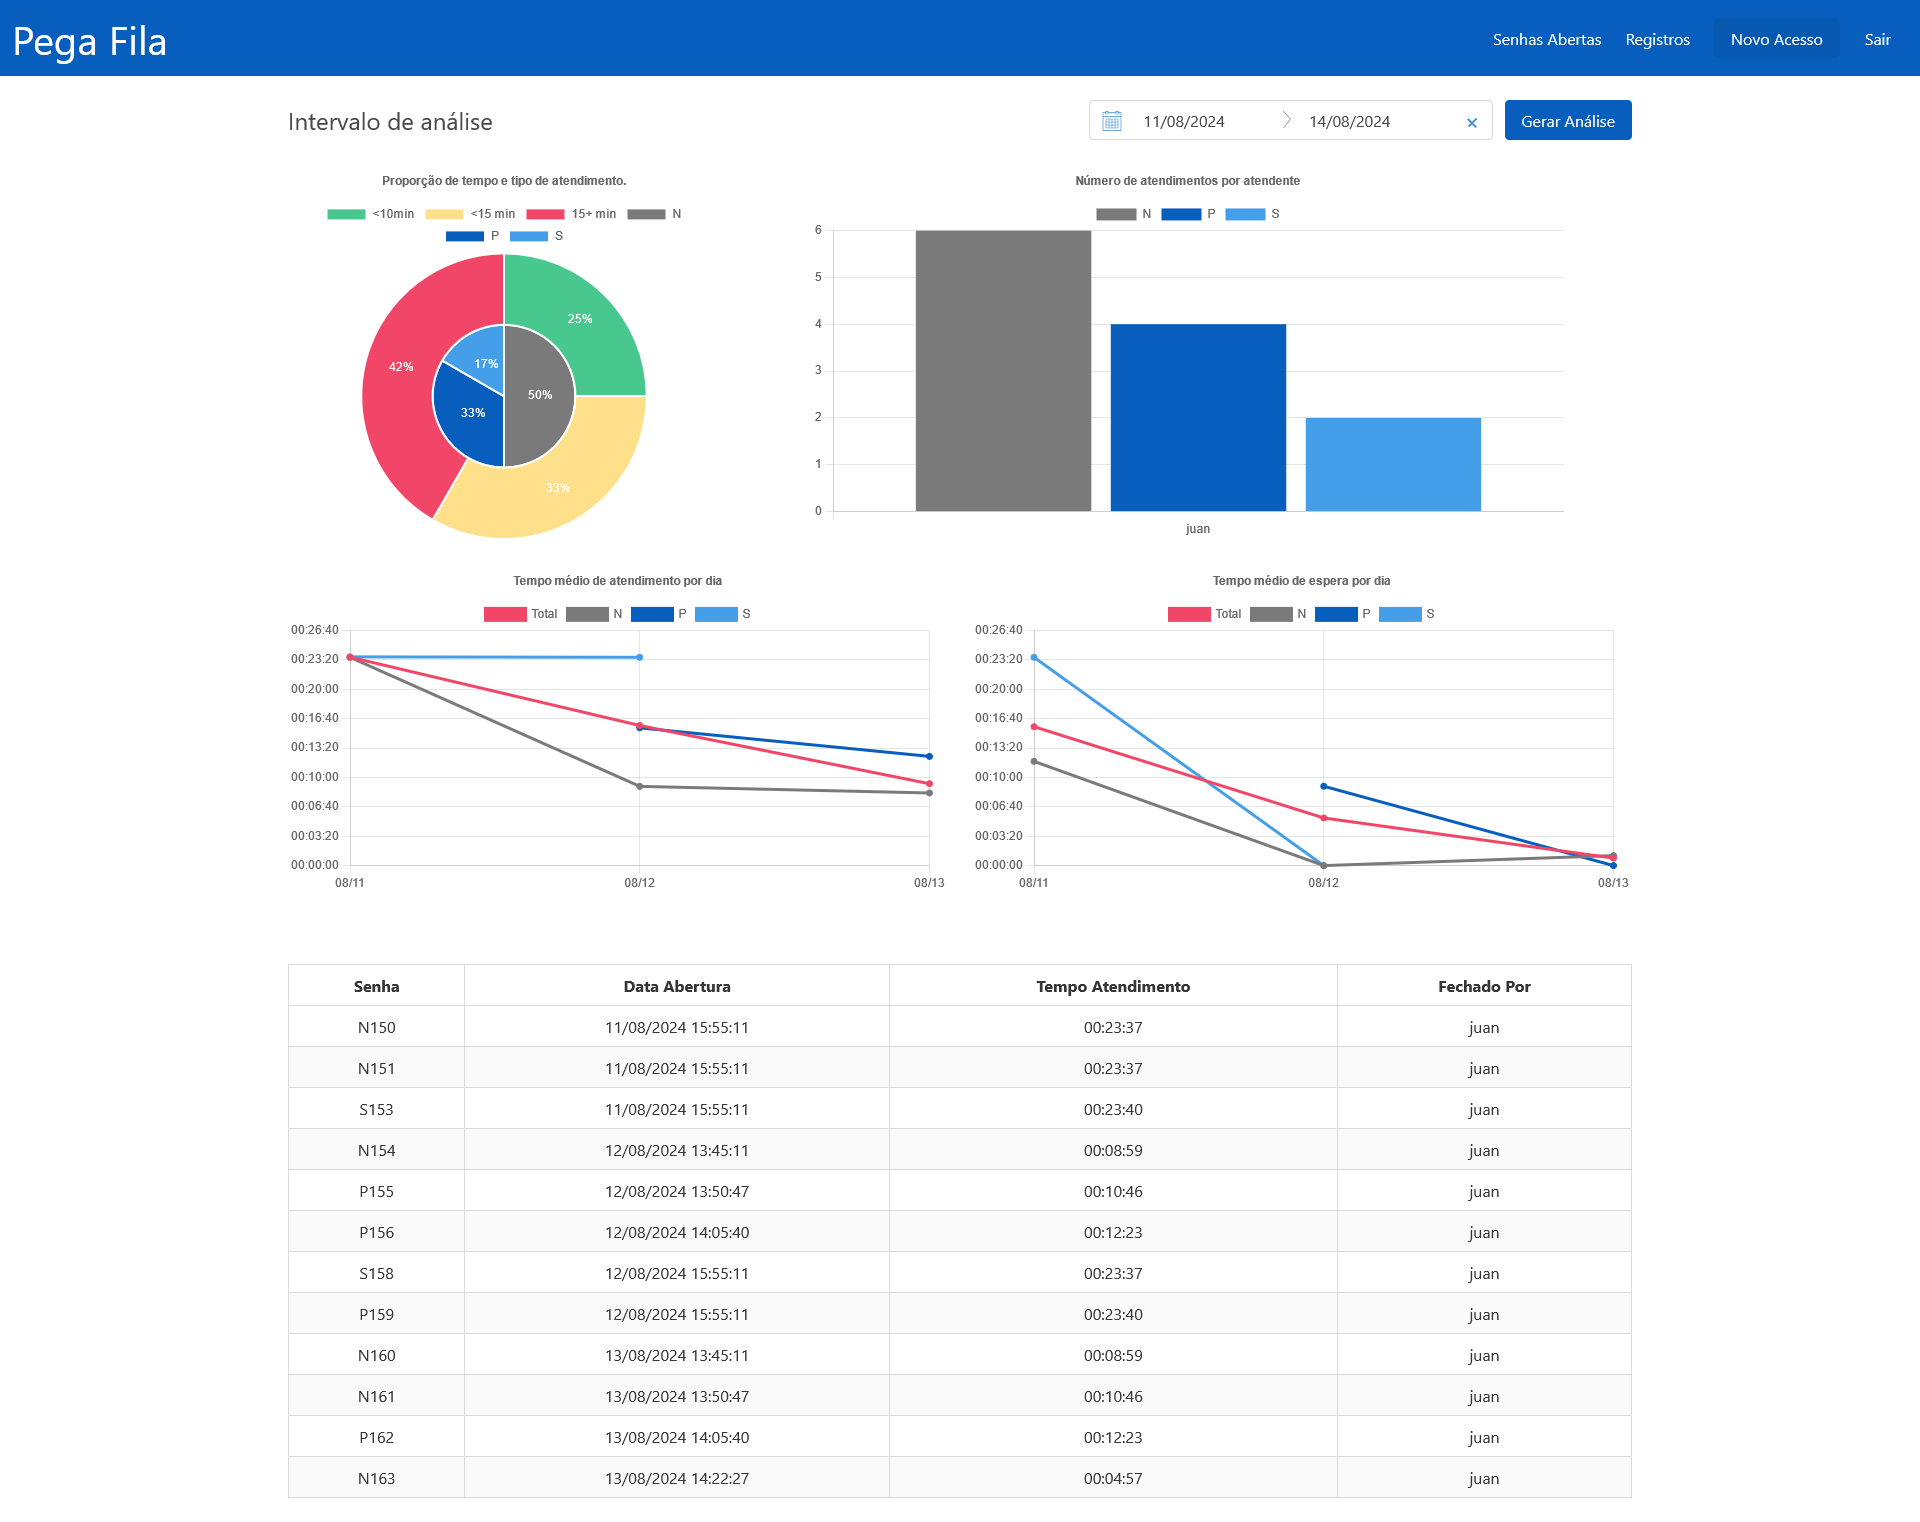 Pega Fila
Senhas Abertas Registros Novo Acesso Sair
Intervalo de análise
11/08/2024 14/08/2024 × Gerar Análise
Proporção de tempo e tipo de atendimento.
<10min <15 min 15+ min N
P S
25%
42%
17%
50%
33%
33%
Número de atendimentos por atendente
N P S
6
5
4
3
2
1
0
juan
Tempo médio de atendimento por dia
Total N P S
00:26:40
00:23:20
00:20:00
00:16:40
00:13:20
00:10:00
00:06:40
00:03:20
00:00:00
08/11 08/12 08/13
Tempo médio de espera por dia
Total N P S
00:26:40
00:23:20
00:20:00
00:16:40
00:13:20
00:10:00
00:06:40
00:03:20
00:00:00
08/11 08/12 08/13
Senha Data Abertura Tempo Atendimento Fechado Por
N150 11/08/2024 15:55:11 00:23:37 juan
N151 11/08/2024 15:55:11 00:23:37 juan
S153 11/08/2024 15:55:11 00:23:40 juan
N154 12/08/2024 13:45:11 00:08:59 juan
P155 12/08/2024 13:50:47 00:10:46 juan
P156 12/08/2024 14:05:40 00:12:23 juan
S158 12/08/2024 15:55:11 00:23:37 juan
P159 12/08/2024 15:55:11 00:23:40 juan
N160 13/08/2024 13:45:11 00:08:59 juan
N161 13/08/2024 13:50:47 00:10:46 juan
P162 13/08/2024 14:05:40 00:12:23 juan
N163 13/08/2024 14:22:27 00:04:57 juan